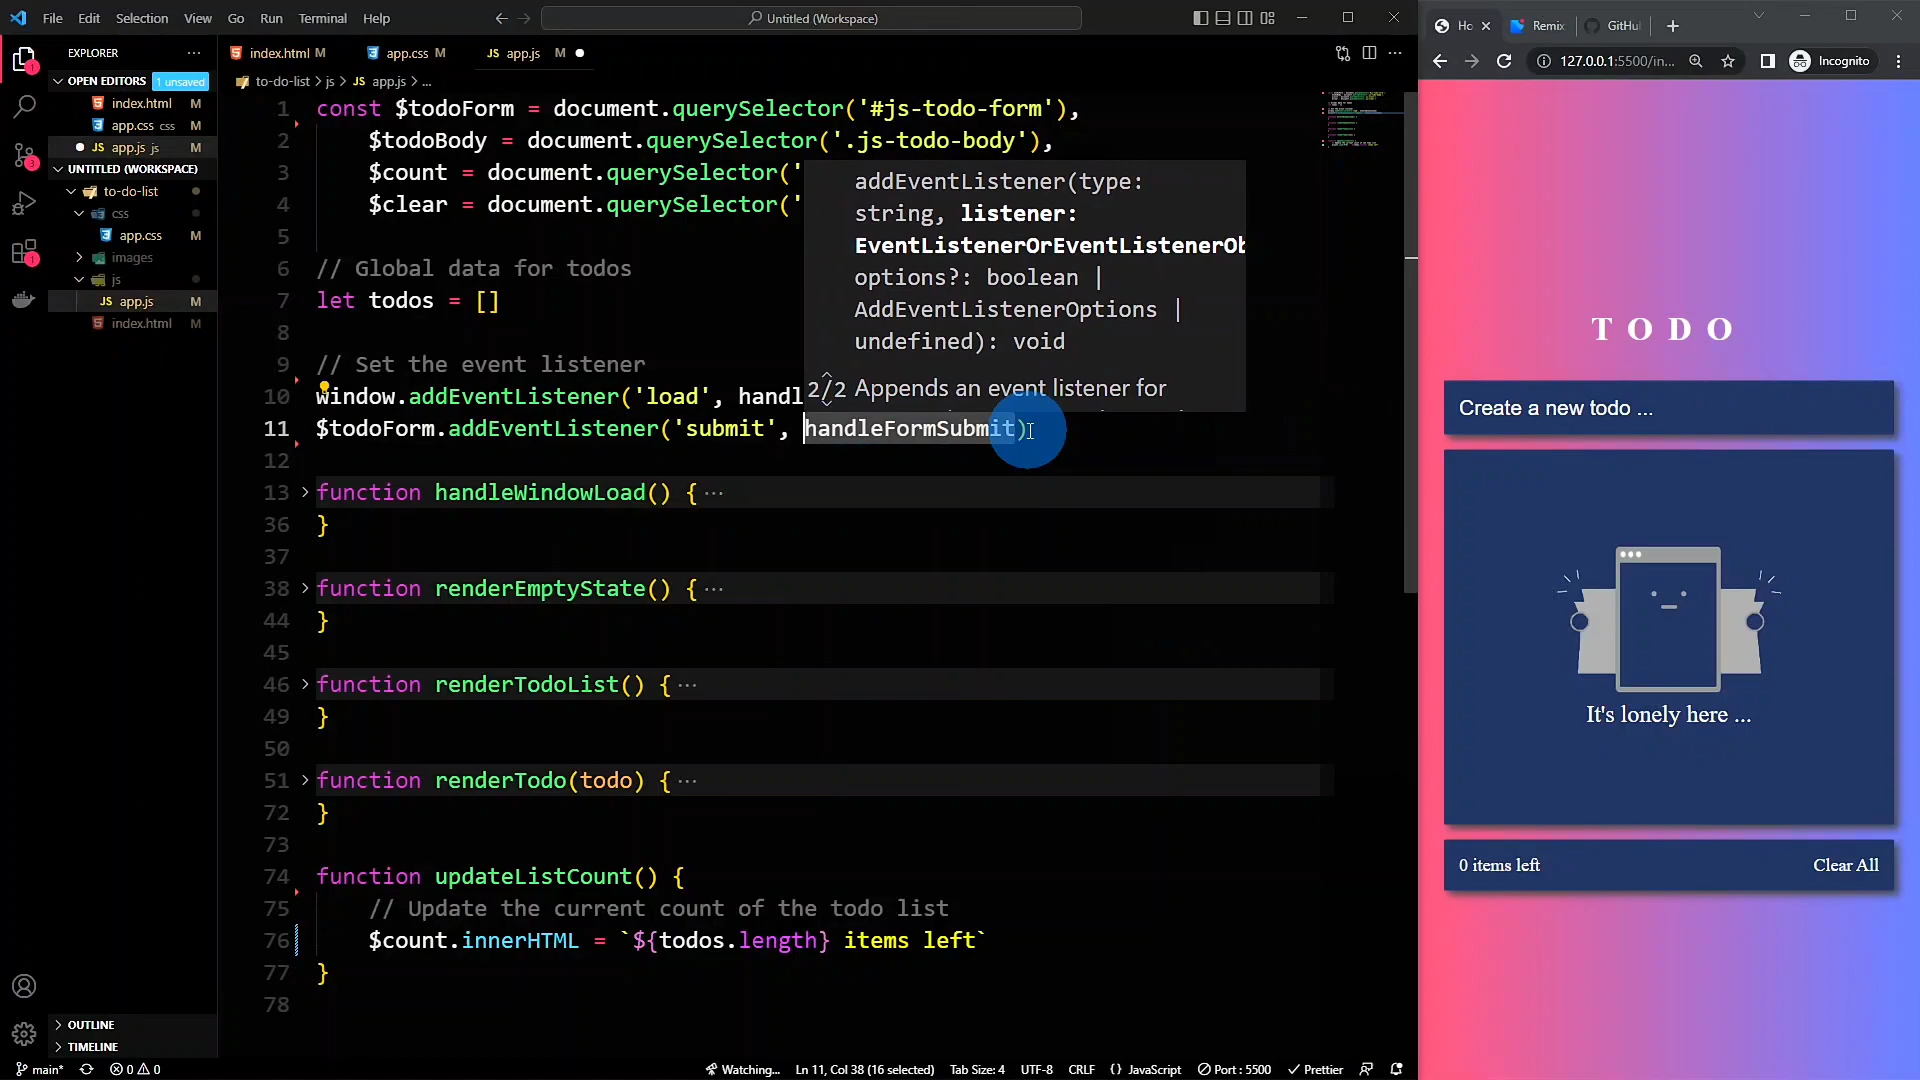 File Edit Selection View Go Run Terminal Help
Untitled (Workspace)
EXPLORER
OPEN EDITORS 1 unsaved
index.html M
app.css css M
app.js js M
UNTITLED (WORKSPACE)
to-do-list
css
app.css M
images
js
JS app.js M
index.html M
OUTLINE
TIMELINE
index.html M app.css M JS app.js M
to-do-list > js > JS app.js > ...
1 const $todoForm = document.querySelector('#js-todo-form'),
2 $todoBody = document.querySelector('.js-todo-body'),
3 $count = document.querySelector('
4 $clear = document.querySelector('
5
6 // Global data for todos
7 let todos = []
8
9 // Set the event listener
10 window.addEventListener('load', handl
11 $todoForm.addEventListener('submit', handleFormSubmit)
12
13 function handleWindowLoad() { ...
36 }
37
38 function renderEmptyState() { ...
44 }
45
46 function renderTodoList() { ...
49 }
50
51 function renderTodo(todo) { ...
72 }
73
74 function updateListCount() {
75 // Update the current count of the todo list
76 $count.innerHTML = `${todos.length} items left`
77 }
78
addEventListener(type:
string, listener:
EventListenerOrEventListenerOb
options?: boolean |
AddEventListenerOptions |
undefined): void
2/2 Appends an event listener for
main* 0 0 Watching... Ln 11, Col 38 (16 selected) Tab Size: 4 UTF-8 CRLF {} JavaScript Port : 5500 Prettier
Ho Remix GitHu
127.0.0.1:5500/in... Incognito
TODO
Create a new todo ...
It's lonely here ...
0 items left Clear All